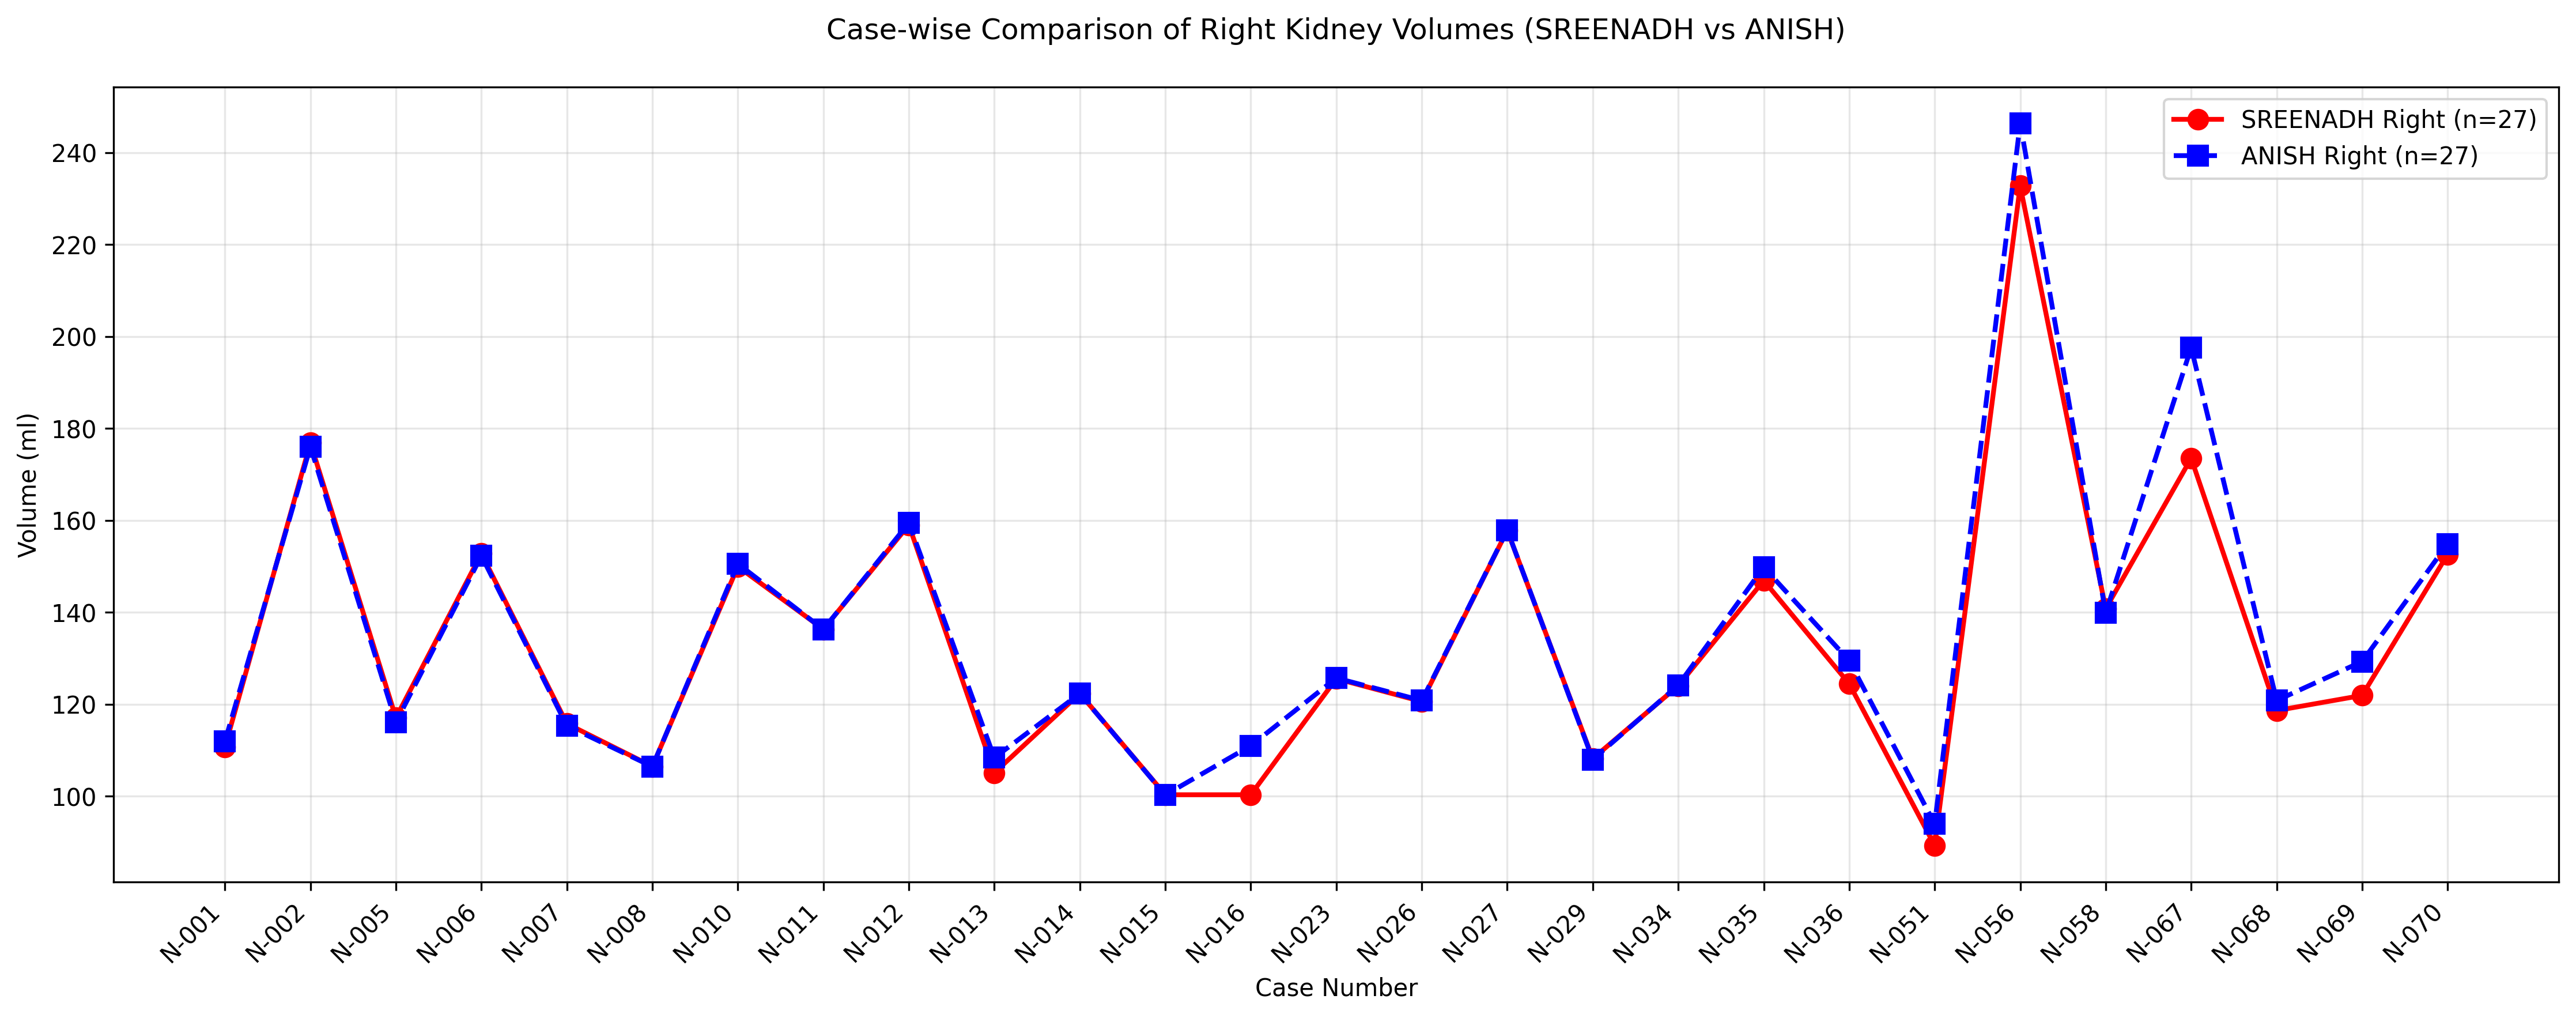 Case-wise Comparison of Right Kidney Volumes (SREENADH vs ANISH)
SREENADH Right (n=27)
ANISH Right (n=27)
Volume (ml)
240
220
200
180
160
140
120
100
N-001
N-002
N-005
N-006
N-007
N-008
N-010
N-011
N-012
N-013
N-014
N-015
N-016
N-023
N-026
N-027
N-029
N-034
N-035
N-036
N-051
N-056
N-058
N-067
N-068
N-069
N-070
Case Number